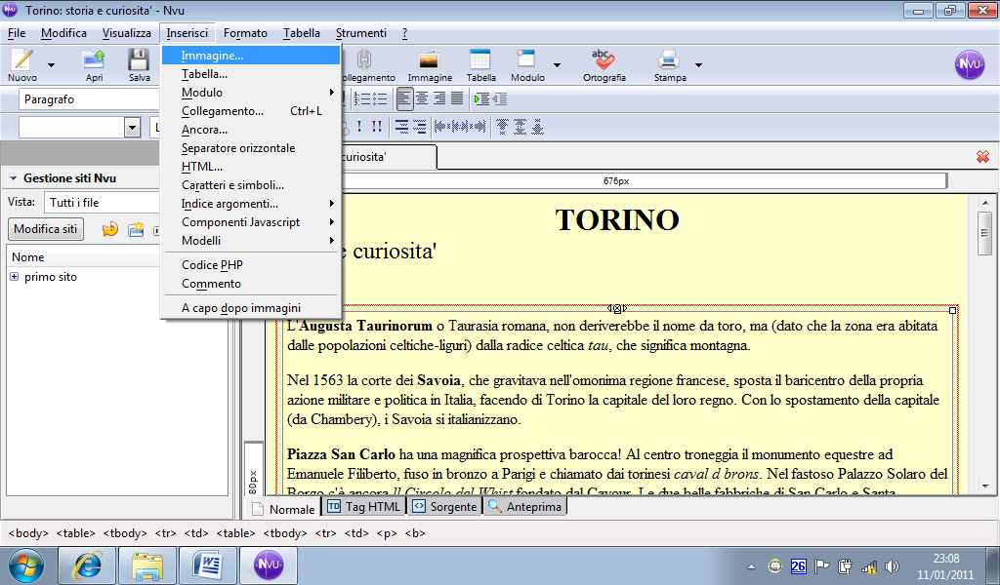 Torino: storia e curiosita' - Nvu
File Modifica Visualizza Inserisci Formato Tabella Strumenti ?
Nuovo Apri Salva Immagine Tabella Modulo Ortografia Stampa
Paragrafo
Immagine...
Tabella...
Modulo
Collegamento... Ctrl+L
Ancora...
Separatore orizzontale
HTML...
Caratteri e simboli...
Indice argomenti...
Componenti Javascript
Modelli
Codice PHP
Commento
A capo dopo immagini
curiosita'
Gestione siti Nvu
Vista: Tutti i file
Modifica siti
Nome
primo sito
676px
TORINO
e curiosita'
L'Augusta Taurinorum o Taurasia romana, non deriverebbe il nome da toro, ma (dato che la zona era abitata
dalle popolazioni celtiche-liguri) dalla radice celtica tau, che significa montagna.
Nel 1563 la corte dei Savoia, che gravitava nell'omonima regione francese, sposta il baricentro della propria
azione militare e politica in Italia, facendo di Torino la capitale del loro regno. Con lo spostamento della capitale
(da Chambery), i Savoia si italianizzano.
Piazza San Carlo ha una magnifica prospettiva barocca! Al centro troneggia il monumento equestre ad
Emanuele Filiberto, fuso in bronzo a Parigi e chiamato dai torinesi caval d brons. Nel fastoso Palazzo Solaro del
Borgo c'è ancora Il Circolo del Whist fondato dal Cavour. Le due belle fabbriche di San Carlo e Santa
80px
Normale Tag HTML Sorgente Anteprima
<body> <table> <tbody> <tr> <td> <table> <tbody> <tr> <td> <p> <b>
26
23:08
11/01/2011